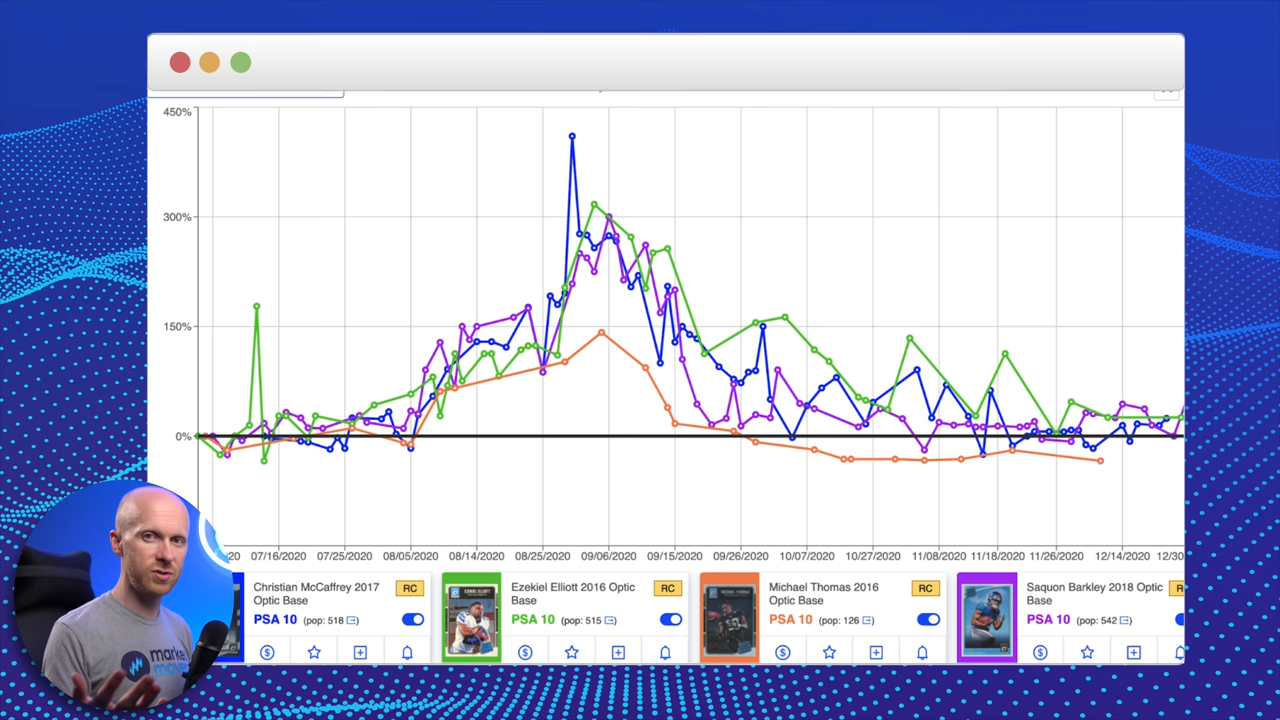 450%
300%
150%
0%
20 07/16/2020 07/25/2020 08/05/2020 08/14/2020 08/25/2020 09/06/2020 09/15/2020 09/26/2020 10/07/2020 10/27/2020 11/08/2020 11/18/2020 11/26/2020 12/14/2020 12/30
Christian McCaffrey 2017 Optic Base
RC
PSA 10 (pop: 518)
Ezekiel Elliott 2016 Optic Base
RC
PSA 10 (pop: 515)
Michael Thomas 2016 Optic Base
RC
PSA 10 (pop: 126)
Saquon Barkley 2018 Optic Base
R
PSA 10 (pop: 542)
EZEKIEL ELLIOTT
MICHAEL THOMAS